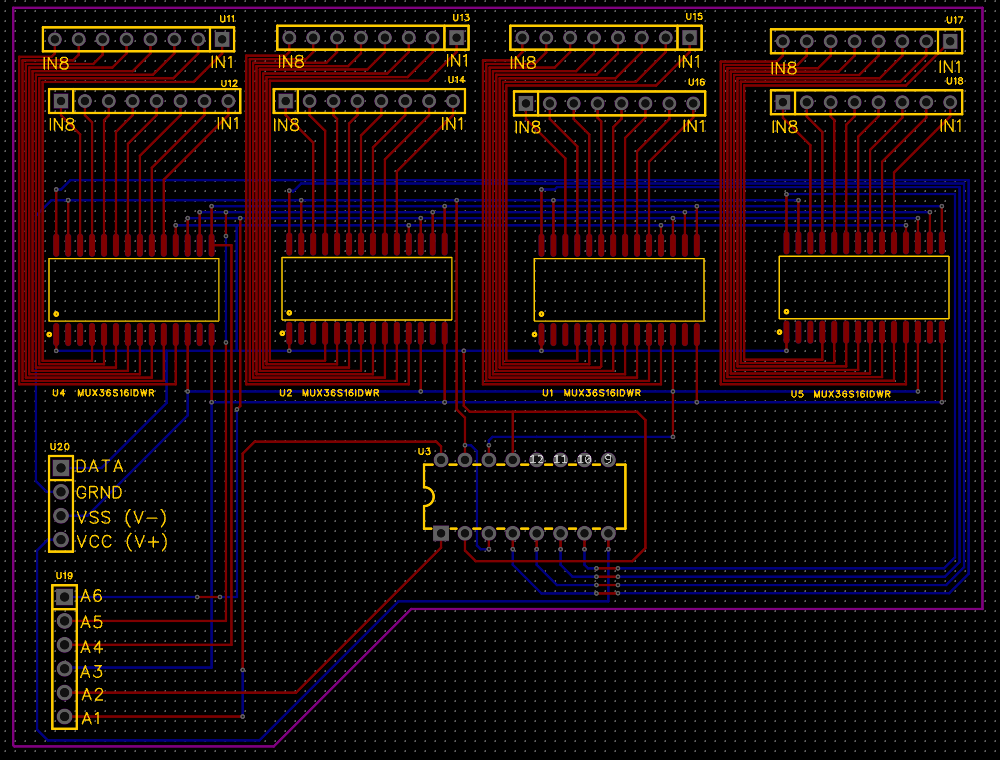 U11 U13 U15 U17
IN8 IN1 IN8 IN1 IN8 IN1 IN8 IN1
U12 U14 U16 U18
IN8 IN1 IN8 IN1 IN8 IN1 IN8 IN1
U4 MUX36S16IDWR U2 MUX36S16IDWR U1 MUX36S16IDWR U5 MUX36S16IDWR
U20
DATA
GRND
VSS (V-)
VCC (V+)
U3
12 11 10 9
U19
A6
A5
A4
A3
A2
A1